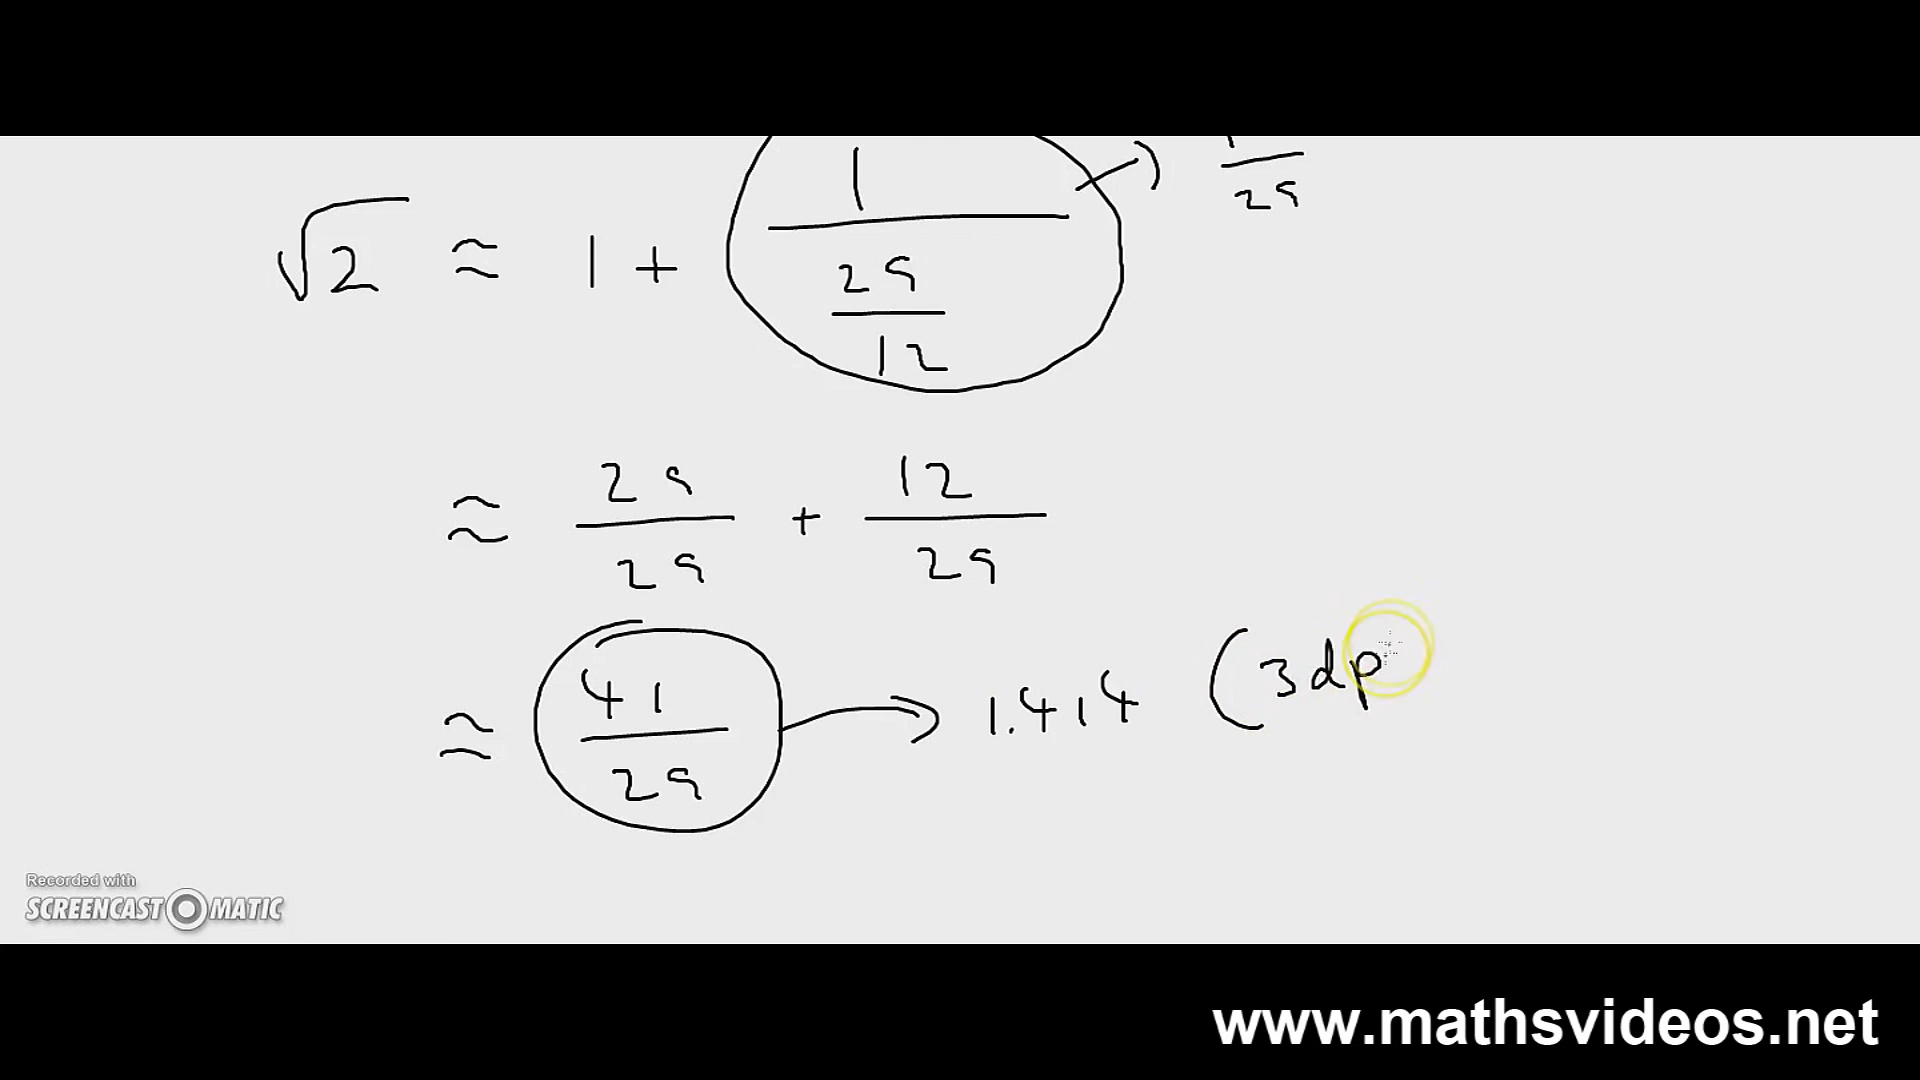 √2 ≈ 1 + 1/(29/12) → /29
≈ 29/29 + 12/29
≈ 41/29 → 1.414 (3dp
Recorded with
SCREENCAST-O-MATIC
www.mathsvideos.net